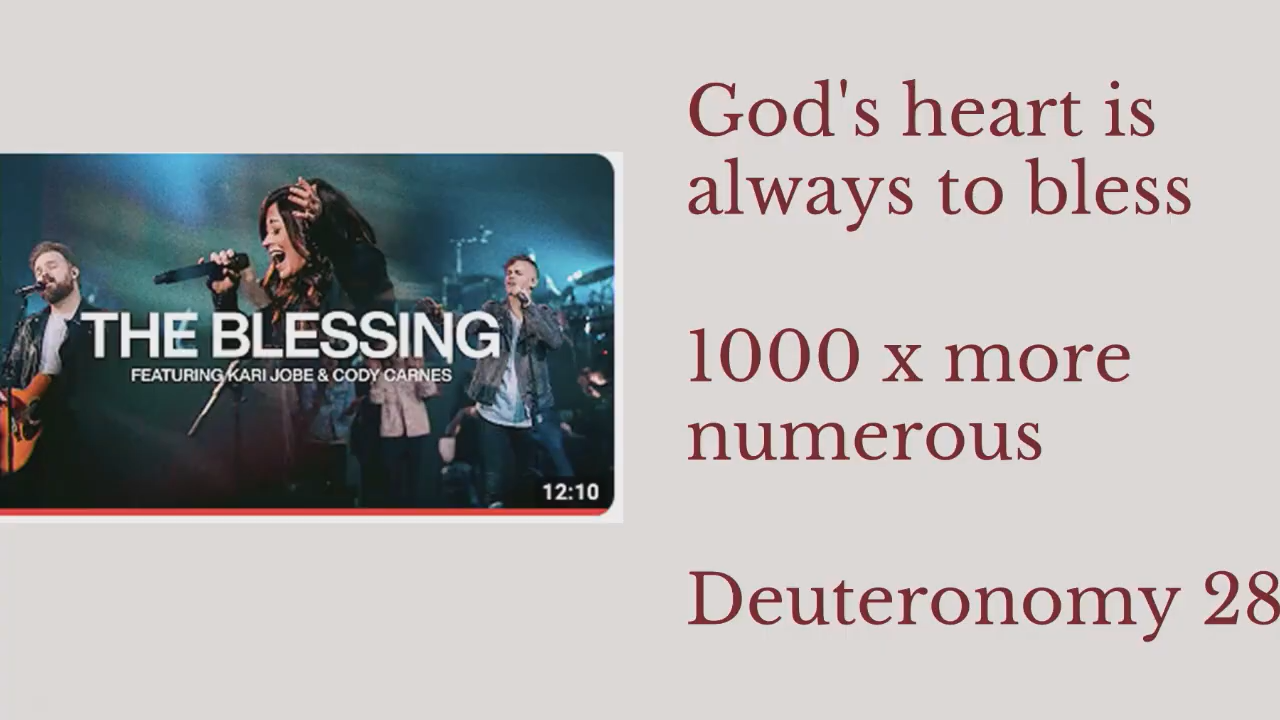 THE BLESSING
FEATURING KARI JOBE & CODY CARNES
12:10
God's heart is
always to bless
1000 x more
numerous
Deuteronomy 28